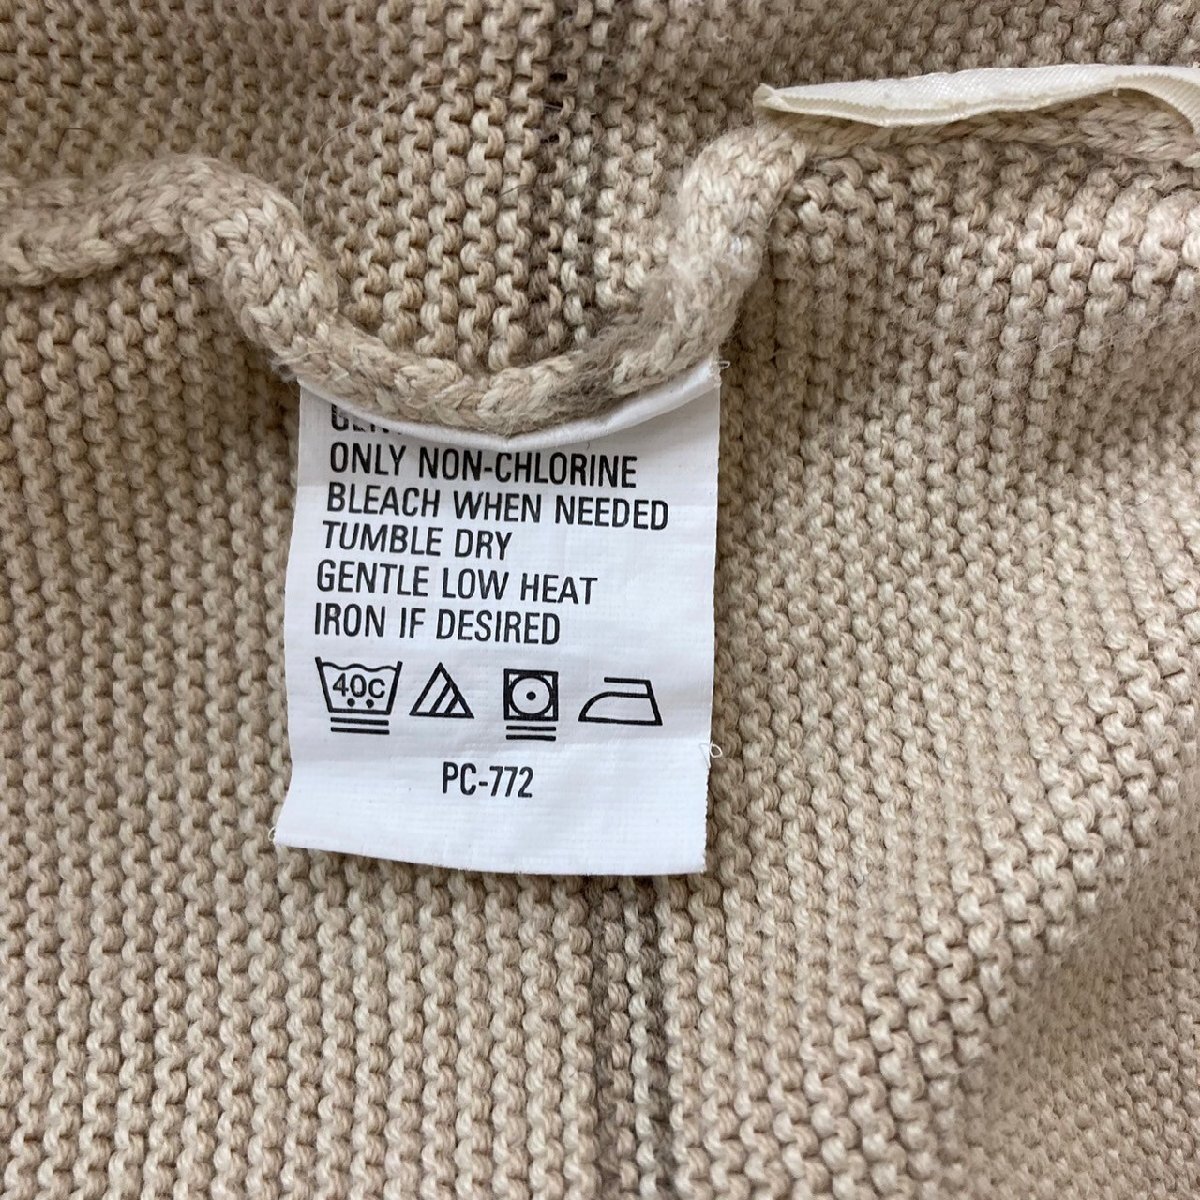 ONLY NON-CHLORINE
BLEACH WHEN NEEDED
TUMBLE DRY
GENTLE LOW HEAT
IRON IF DESIRED
40C
PC-772